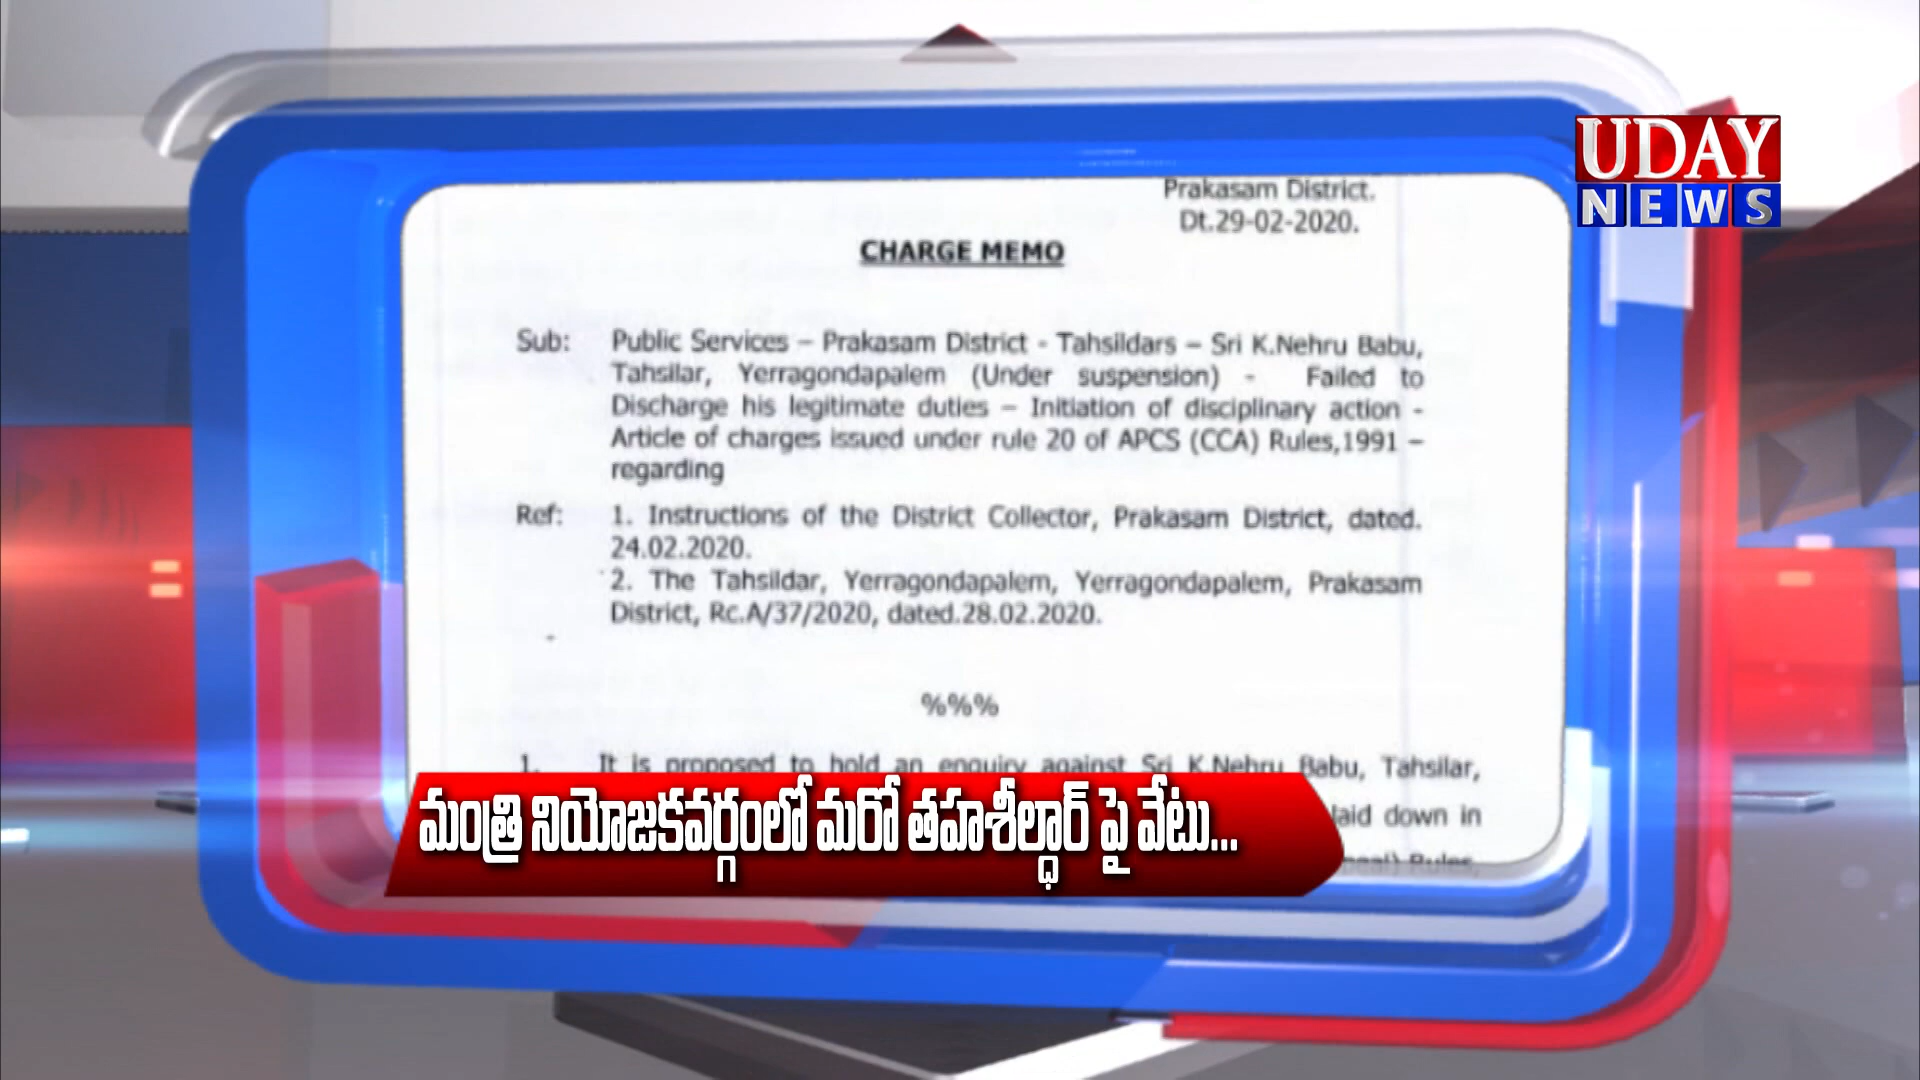 UDAY
NEWS
Prakasam District.
Dt.29-02-2020.
CHARGE MEMO
Sub: Public Services – Prakasam District - Tahsildars – Sri K.Nehru Babu,
Tahsilar, Yerragondapalem (Under suspension) - Failed to
Discharge his legitimate duties – Initiation of disciplinary action -
Article of charges issued under rule 20 of APCS (CCA) Rules,1991 –
regarding
Ref: 1. Instructions of the District Collector, Prakasam District, dated.
24.02.2020.
2. The Tahsildar, Yerragondapalem, Yerragondapalem, Prakasam
District, Rc.A/37/2020, dated.28.02.2020.
%%%
1. It is proposed to hold an enquiry against Sri K.Nehru Babu, Tahsilar,
laid down in
Rules,
మంత్రి నియోజకవర్గంలో మరో తహశీల్ధార్ పై వేటు...